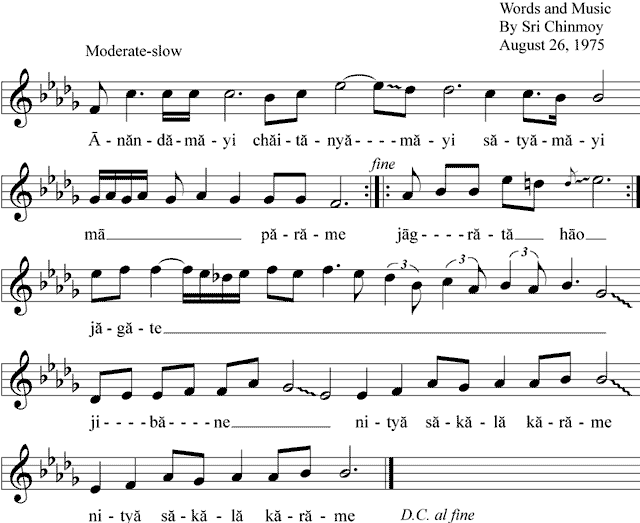 Words and Music
By Sri Chinmoy
August 26, 1975
Moderate-slow
Ā-năn-dă-mă-yi chăi-tă-nyă----mă-yi să-tyă-mă-yi
fine
mā pă-ră-me jāg---ră-tă hāo
3 3 3
jă-gă-te
ji----bă----ne ni-tyă să-kă-lă kă-ră-me
ni-tyă să-kă-lă kă-ră-me D.C. al fine